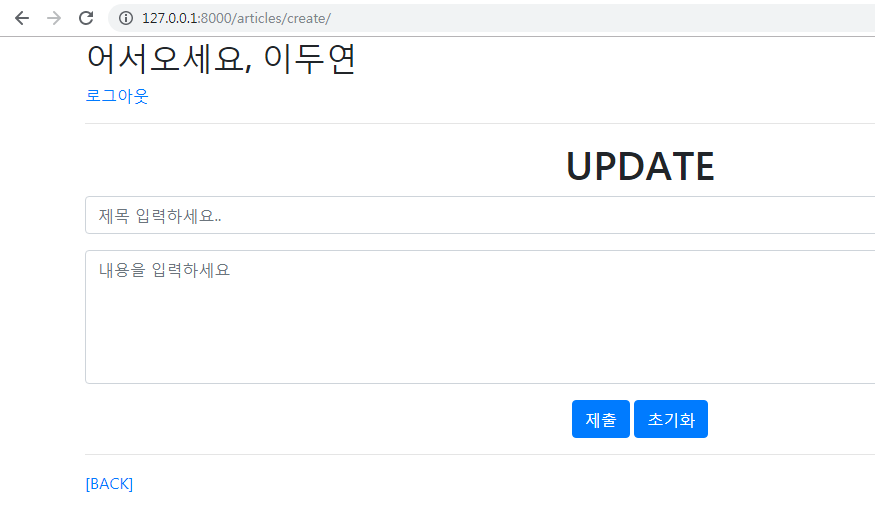 127.0.0.1:8000/articles/create/
어서오세요, 이두연
로그아웃
UPDATE
제목 입력하세요..
내용을 입력하세요
제출 초기화
[BACK]